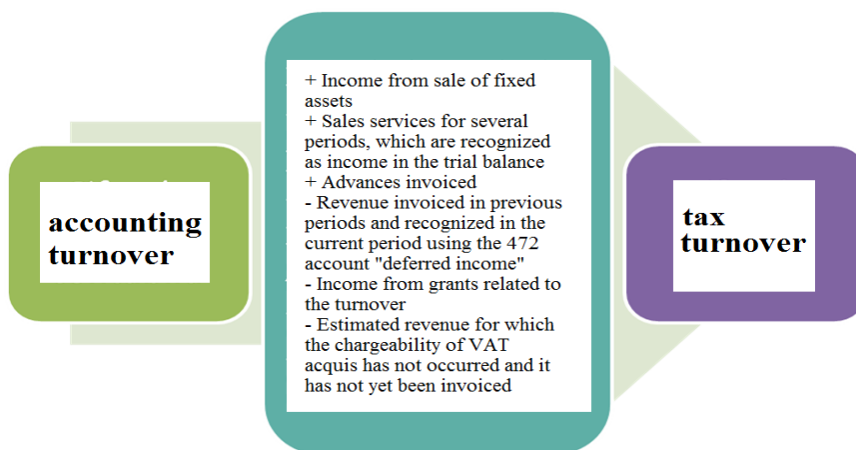 accounting
turnover
+ Income from sale of fixed
assets
+ Sales services for several
periods, which are recognized
as income in the trial balance
+ Advances invoiced
- Revenue invoiced in previous
periods and recognized in the
current period using the 472
account "deferred income"
- Income from grants related to
the turnover
- Estimated revenue for which
the chargeability of VAT
acquis has not occurred and it
has not yet been invoiced
tax
turnover